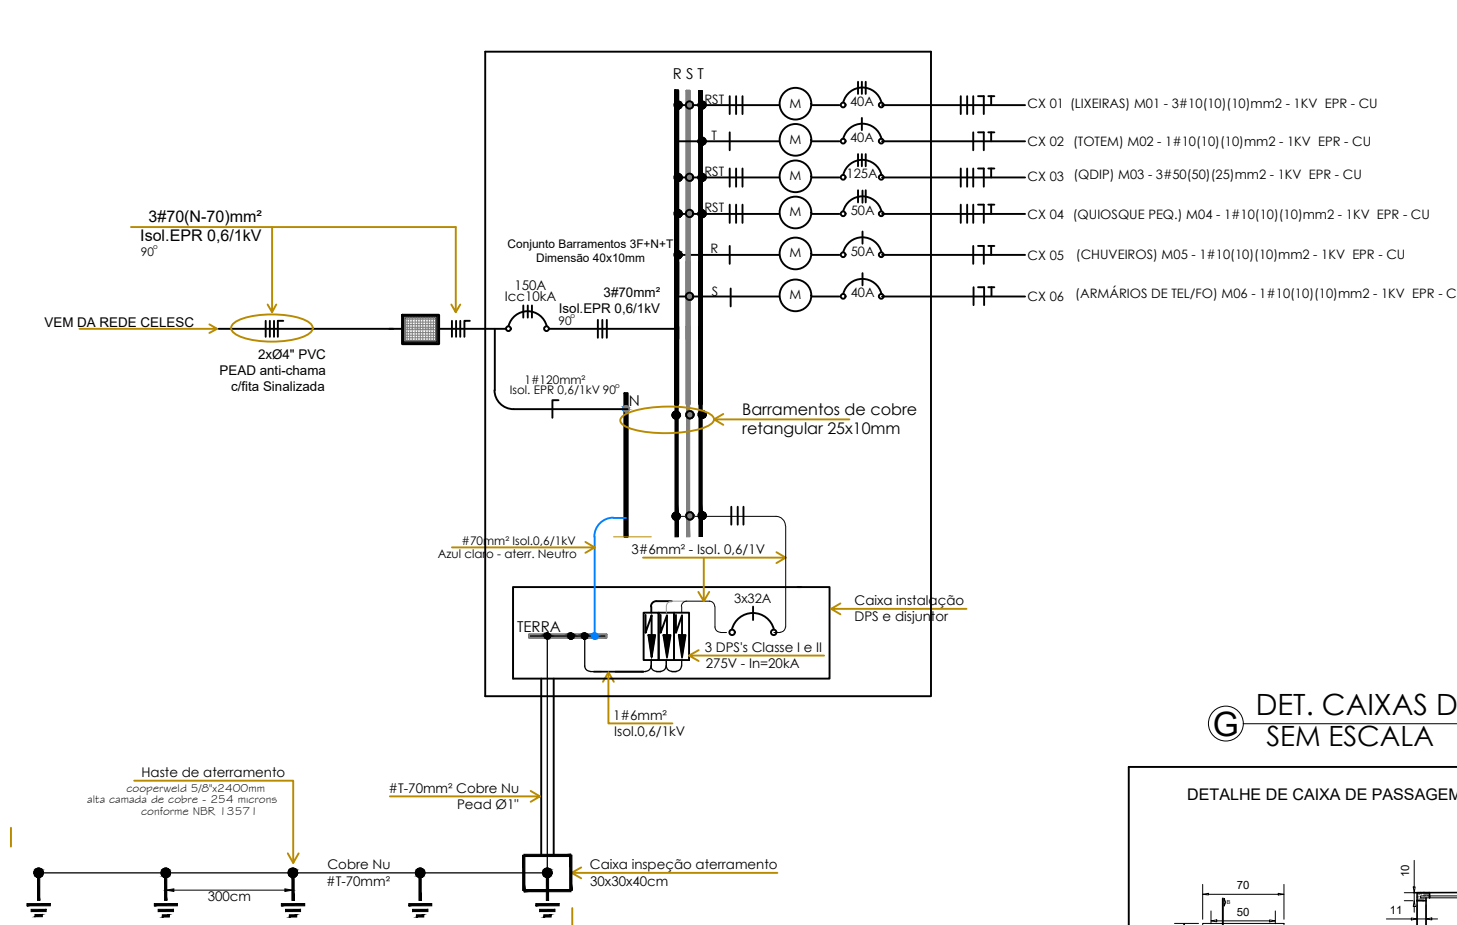 R S T
RST
M
40A
CX 01 (LIXEIRAS) M01 - 3#10(10)(10)mm2 - 1KV EPR - CU
T
M
40A
CX 02 (TOTEM) M02 - 1#10(10)(10)mm2 - 1KV EPR - CU
RST
M
125A
CX 03 (QDIP) M03 - 3#50(50)(25)mm2 - 1KV EPR - CU
RST
M
50A
CX 04 (QUIOSQUE PEQ.) M04 - 1#10(10)(10)mm2 - 1KV EPR - CU
R
M
50A
CX 05 (CHUVEIROS) M05 - 1#10(10)(10)mm2 - 1KV EPR - CU
S
M
40A
CX 06 (ARMÁRIOS DE TEL/FO) M06 - 1#10(10)(10)mm2 - 1KV EPR - C
3#70(N-70)mm²
Isol.EPR 0,6/1kV
90°
Conjunto Barramentos 3F+N+T
Dimensão 40x10mm
150A
Icc10kA
3#70mm²
Isol.EPR 0,6/1kV
90°
VEM DA REDE CELESC
2xØ4" PVC
PEAD anti-chama
c/fita Sinalizada
1#120mm²
Isol. EPR 0,6/1kV 90°
N
Barramentos de cobre
retangular 25x10mm
#70mm² Isol.0,6/1kV
Azul claro - aterr. Neutro
3#6mm² - Isol. 0,6/1V
3x32A
Caixa instalação
DPS e disjuntor
TERRA
3 DPS's Classe I e II
275V - In=20kA
1#6mm²
Isol.0,6/1kV
G
DET. CAIXAS D
SEM ESCALA
Haste de aterramento
cooperweld 5/8"x2400mm
alta camada de cobre - 254 microns
conforme NBR 13571
#T-70mm² Cobre Nu
Pead Ø1"
DETALHE DE CAIXA DE PASSAGEM
Cobre Nu
#T-70mm²
300cm
Caixa inspeção aterramento
30x30x40cm
70
50
10
11